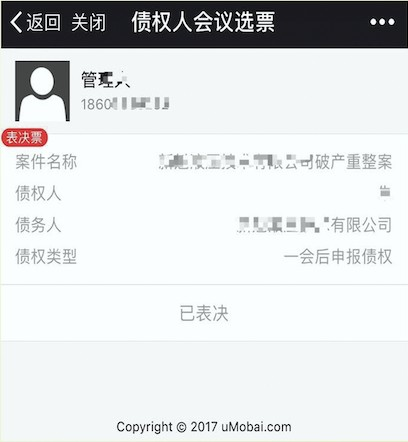 返回 关闭 债权人会议选票
管理人
1860
表决票
案件名称 公司破产重整案
债权人
债务人 有限公司
债权类型 一会后申报债权
已表决
Copyright © 2017 uMobai.com